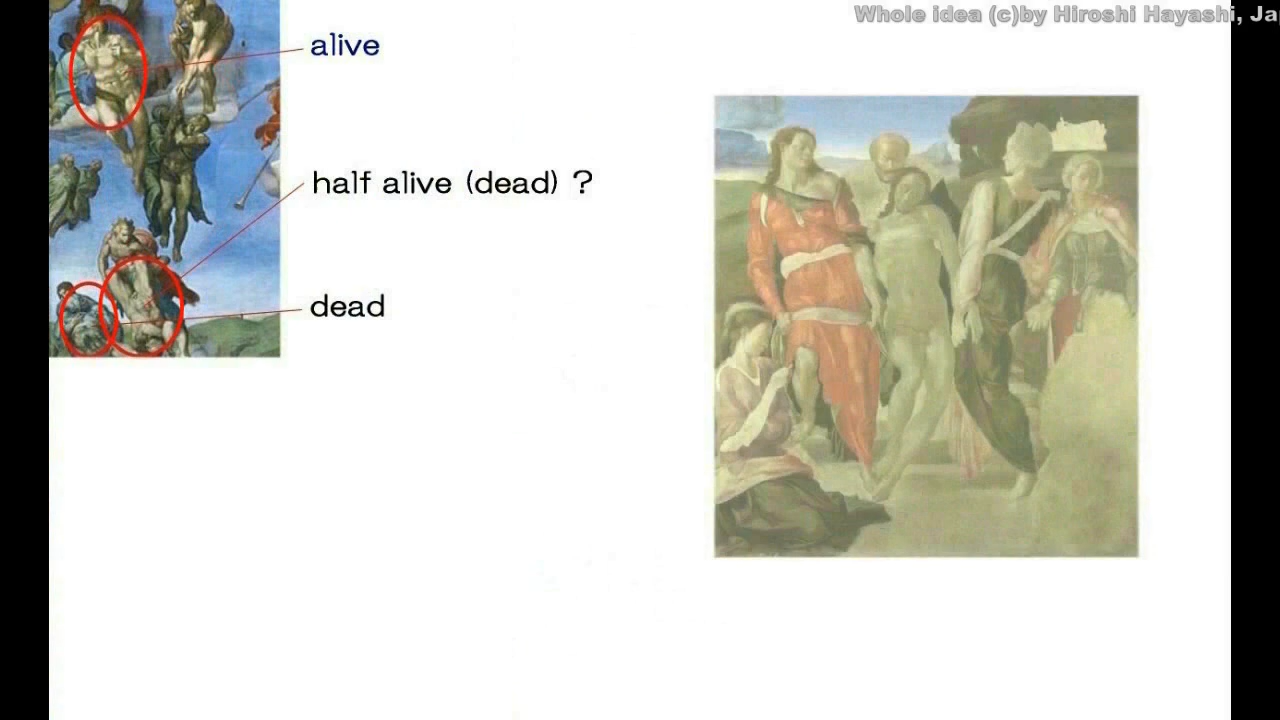 Whole idea (c)by Hiroshi Hayashi, Ja
alive
half alive (dead) ?
dead